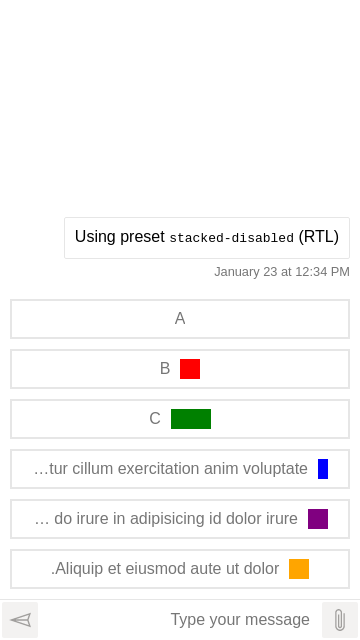 Using preset stacked-disabled (RTL)
January 23 at 12:34 PM
A
B
C
…tur cillum exercitation anim voluptate
… do irure in adipisicing id dolor irure
.Aliquip et eiusmod aute ut dolor
Type your message